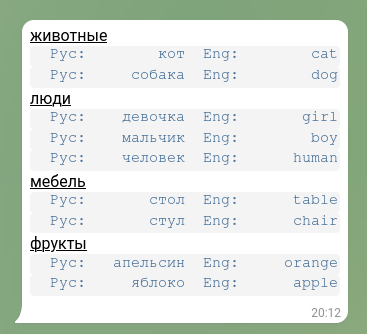 животные
Рус: кот Eng: cat
Рус: собака Eng: dog
люди
Рус: девочка Eng: girl
Рус: мальчик Eng: boy
Рус: человек Eng: human
мебель
Рус: стол Eng: table
Рус: стул Eng: chair
фрукты
Рус: апельсин Eng: orange
Рус: яблоко Eng: apple
20:12